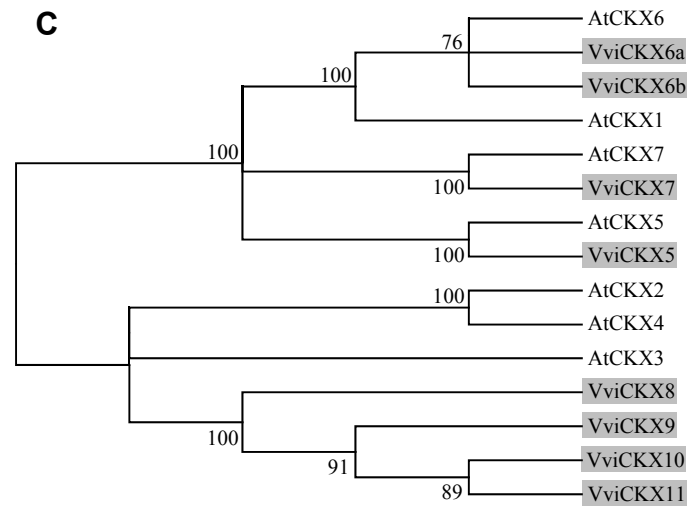 C
AtCKX6
76
VviCKX6a
100
VviCKX6b
AtCKX1
100
AtCKX7
100
VviCKX7
AtCKX5
100
VviCKX5
100
AtCKX2
AtCKX4
AtCKX3
VviCKX8
100
VviCKX9
91
VviCKX10
89
VviCKX11